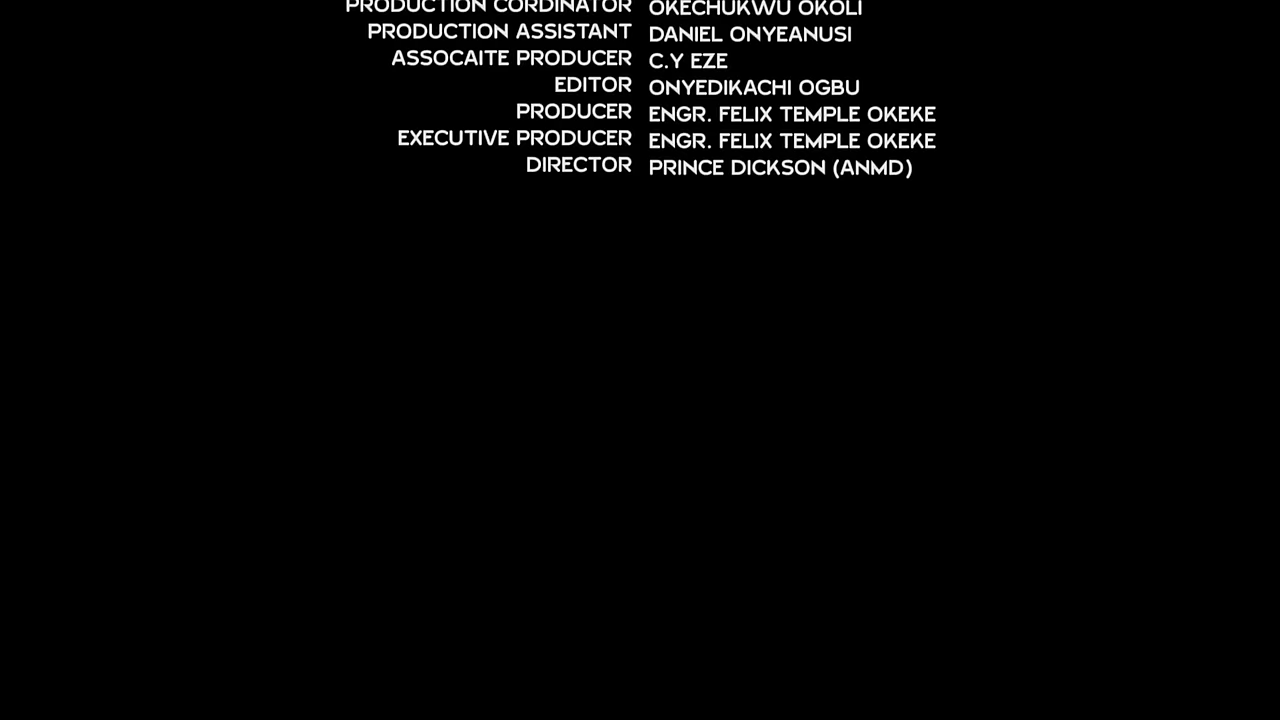 PRODUCTION CORDINATOR OKECHUKWU OKOLI
PRODUCTION ASSISTANT DANIEL ONYEANUSI
ASSOCAITE PRODUCER C.Y EZE
EDITOR ONYEDIKACHI OGBU
PRODUCER ENGR. FELIX TEMPLE OKEKE
EXECUTIVE PRODUCER ENGR. FELIX TEMPLE OKEKE
DIRECTOR PRINCE DICKSON (ANMD)